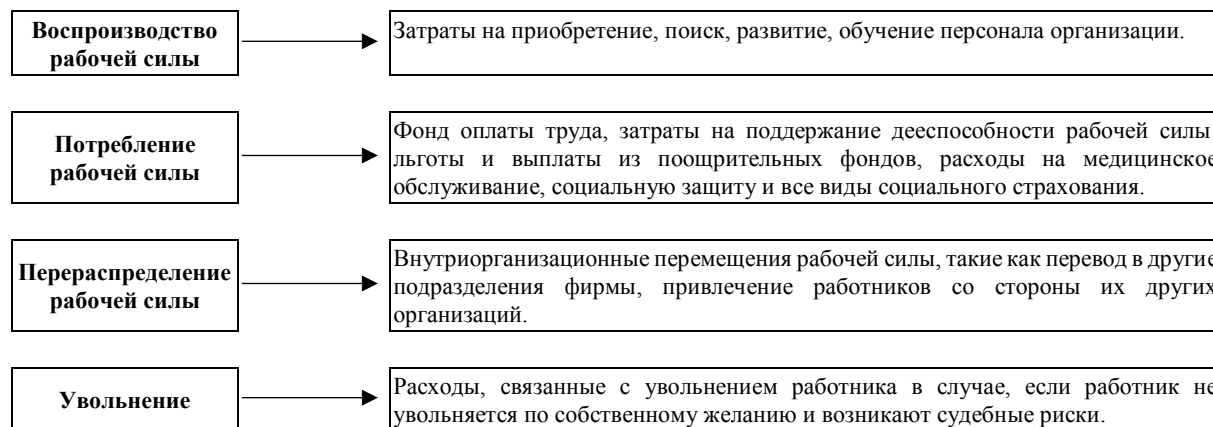 Воспроизводство
рабочей силы
Затраты на приобретение, поиск, развитие, обучение персонала организации.
Потребление
рабочей силы
Фонд оплаты труда, затраты на поддержание дееспособности рабочей силы
льготы и выплаты из поощрительных фондов, расходы на медицинское
обслуживание, социальную защиту и все виды социального страхования.
Перераспределение
рабочей силы
Внутриорганизационные перемещения рабочей силы, такие как перевод в другие
подразделения фирмы, привлечение работников со стороны их других
организаций.
Увольнение
Расходы, связанные с увольнением работника в случае, если работник не
увольняется по собственному желанию и возникают судебные риски.